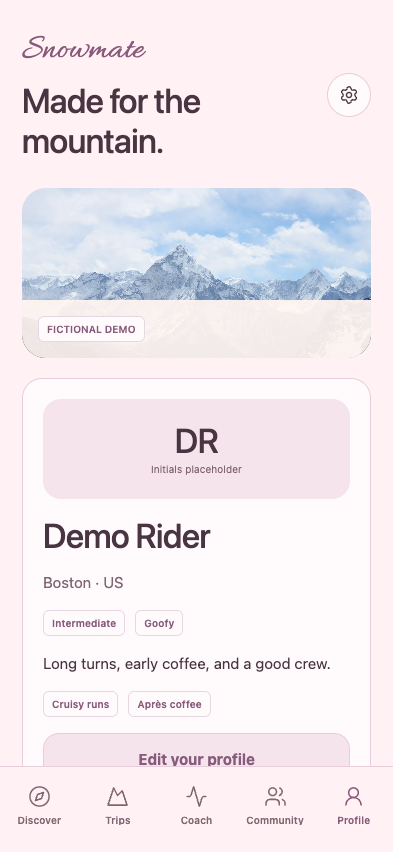 Snowmate
Made for the
mountain.
FICTIONAL DEMO
DR
Initials placeholder
Demo Rider
Boston · US
Intermediate
Goofy
Long turns, early coffee, and a good crew.
Cruisy runs
Après coffee
Edit your profile
Discover
Trips
Coach
Community
Profile